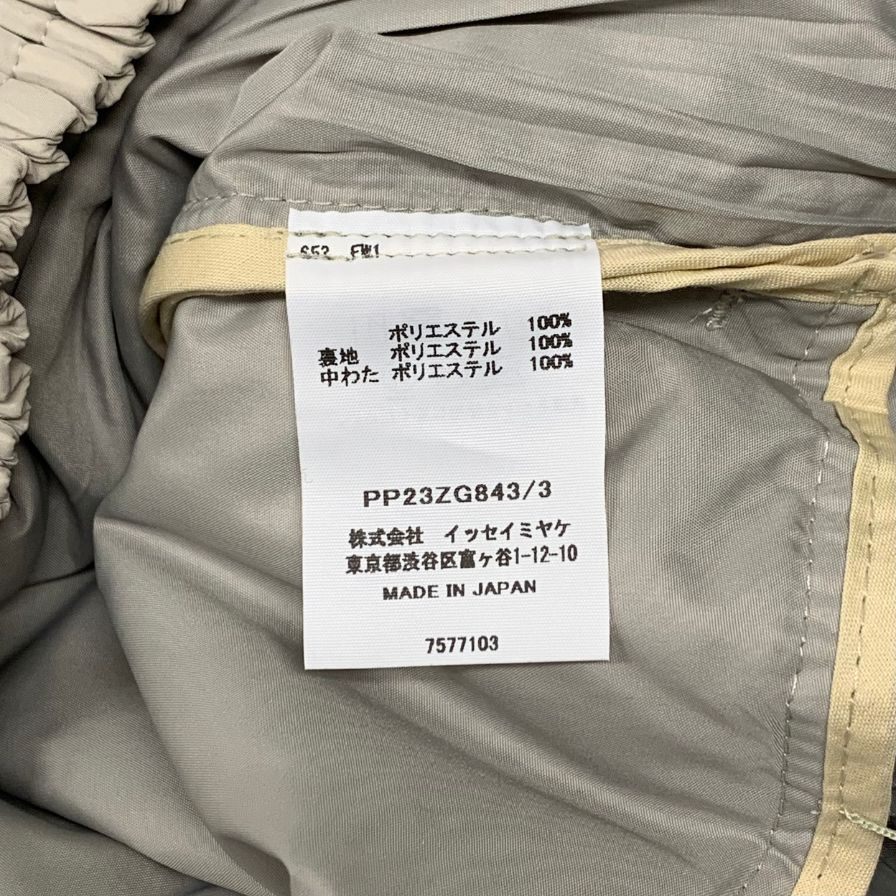 ポリエステル 100%
裏地 ポリエステル 100%
中わた ポリエステル 100%
PP23ZG843/3
株式会社 イッセイミヤケ
東京都渋谷区富ヶ谷1-12-10
MADE IN JAPAN
7577103